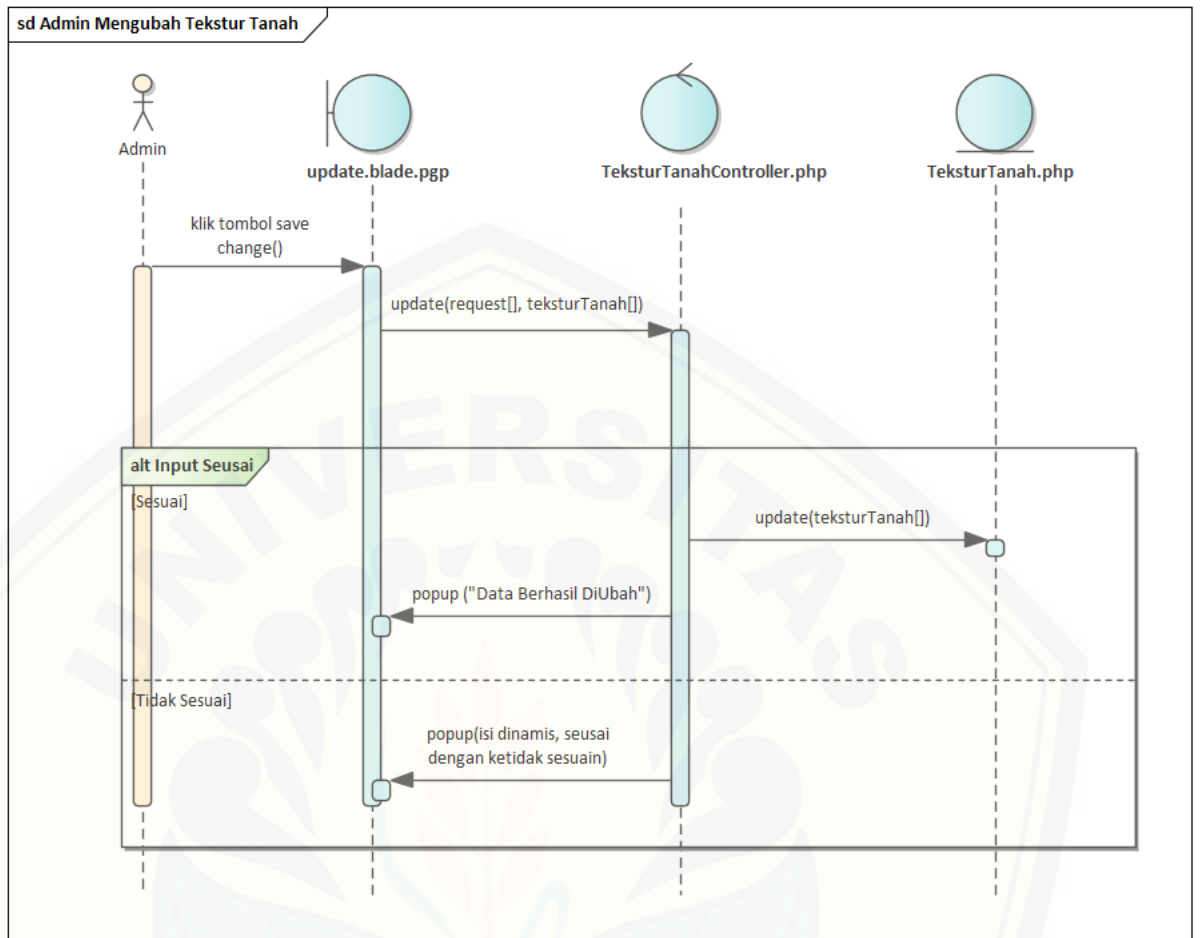 sd Admin Mengubah Tekstur Tanah
Admin
update.blade.pgp
TeksturTanahController.php
TeksturTanah.php
klik tombol save
change()
update(request[], teksturTanah[])
alt Input Seusai
[Sesuai]
update(teksturTanah[])
popup ("Data Berhasil DiUbah")
[Tidak Sesuai]
popup(isi dinamis, seusai
dengan ketidak sesuain)
UNIVERSITAS